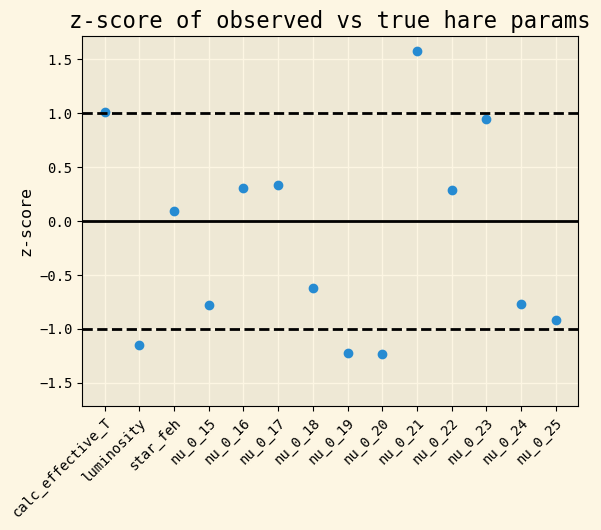 z-score of observed vs true hare params
z-score
1.5
1.0
0.5
0.0
−0.5
−1.0
−1.5
calc_effective_T
luminosity
star_feh
nu_0_15
nu_0_16
nu_0_17
nu_0_18
nu_0_19
nu_0_20
nu_0_21
nu_0_22
nu_0_23
nu_0_24
nu_0_25